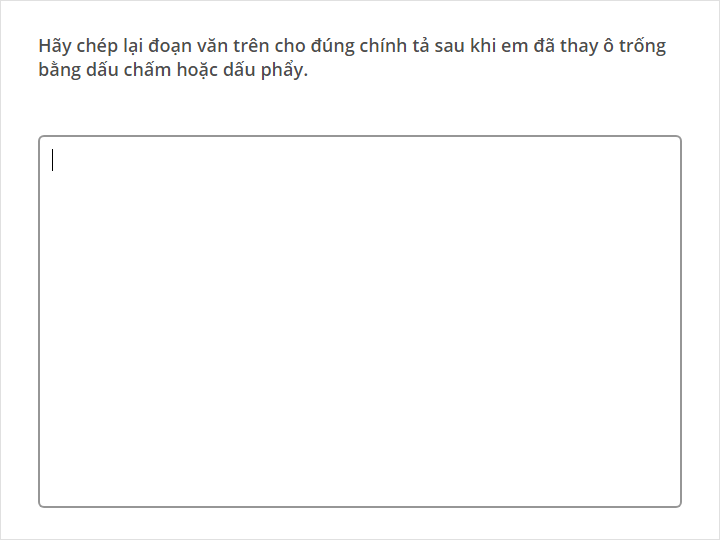 Hãy chép lại đoạn văn trên cho đúng chính tả sau khi em đã thay ô trống
bằng dấu chấm hoặc dấu phẩy.